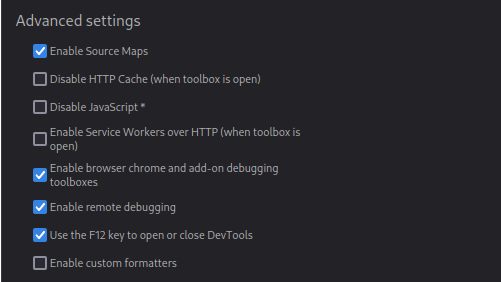 Advanced settings
Enable Source Maps
Disable HTTP Cache (when toolbox is open)
Disable JavaScript *
Enable Service Workers over HTTP (when toolbox is
open)
Enable browser chrome and add-on debugging
toolboxes
Enable remote debugging
Use the F12 key to open or close DevTools
Enable custom formatters